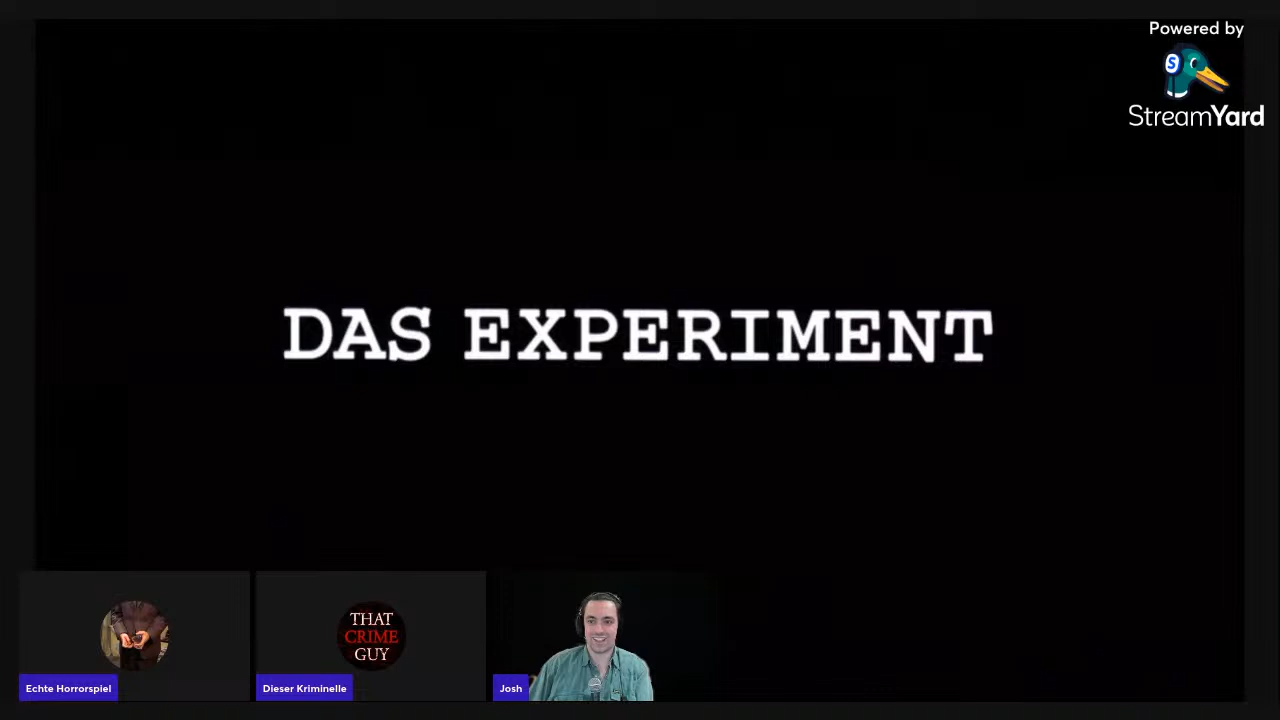 Powered by
StreamYard
DAS EXPERIMENT
THAT
CRIME
GUY
Echte Horrorspiel
Dieser Kriminelle
Josh